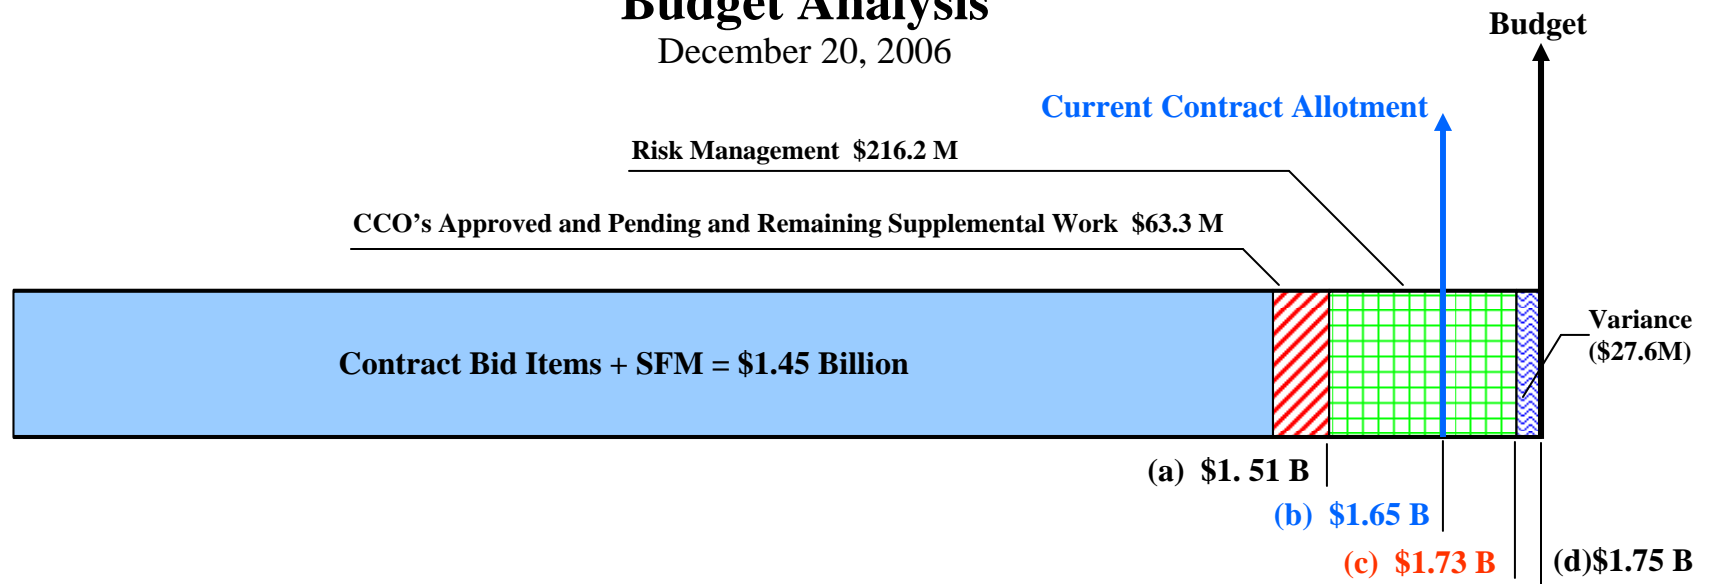 Budget Analysis
December 20, 2006
Budget
Current Contract Allotment
Risk Management $216.2 M
CCO’s Approved and Pending and Remaining Supplemental Work $63.3 M
Variance
($27.6M)
Contract Bid Items + SFM = $1.45 Billion
(a) $1. 51 B
(b) $1.65 B
(c) $1.73 B
(d)$1.75 B